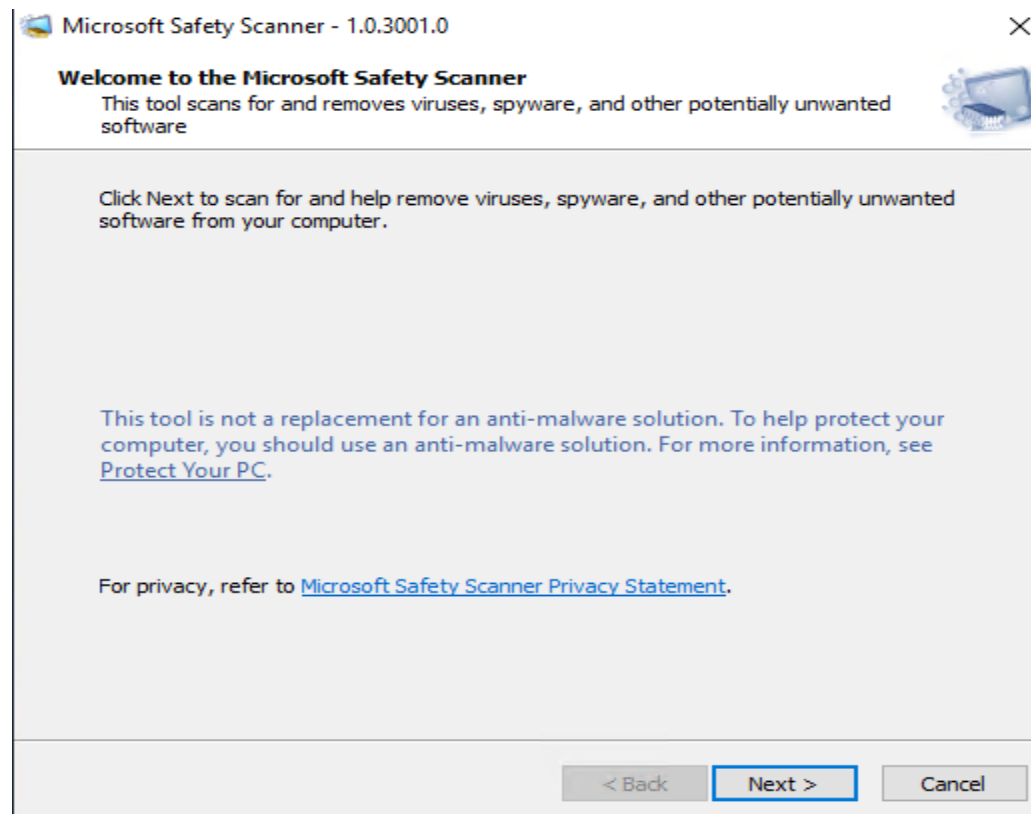 Microsoft Safety Scanner - 1.0.3001.0
Welcome to the Microsoft Safety Scanner
This tool scans for and removes viruses, spyware, and other potentially unwanted
software
Click Next to scan for and help remove viruses, spyware, and other potentially unwanted
software from your computer.
This tool is not a replacement for an anti-malware solution. To help protect your
computer, you should use an anti-malware solution. For more information, see
Protect Your PC.
For privacy, refer to Microsoft Safety Scanner Privacy Statement.
< Back Next > Cancel